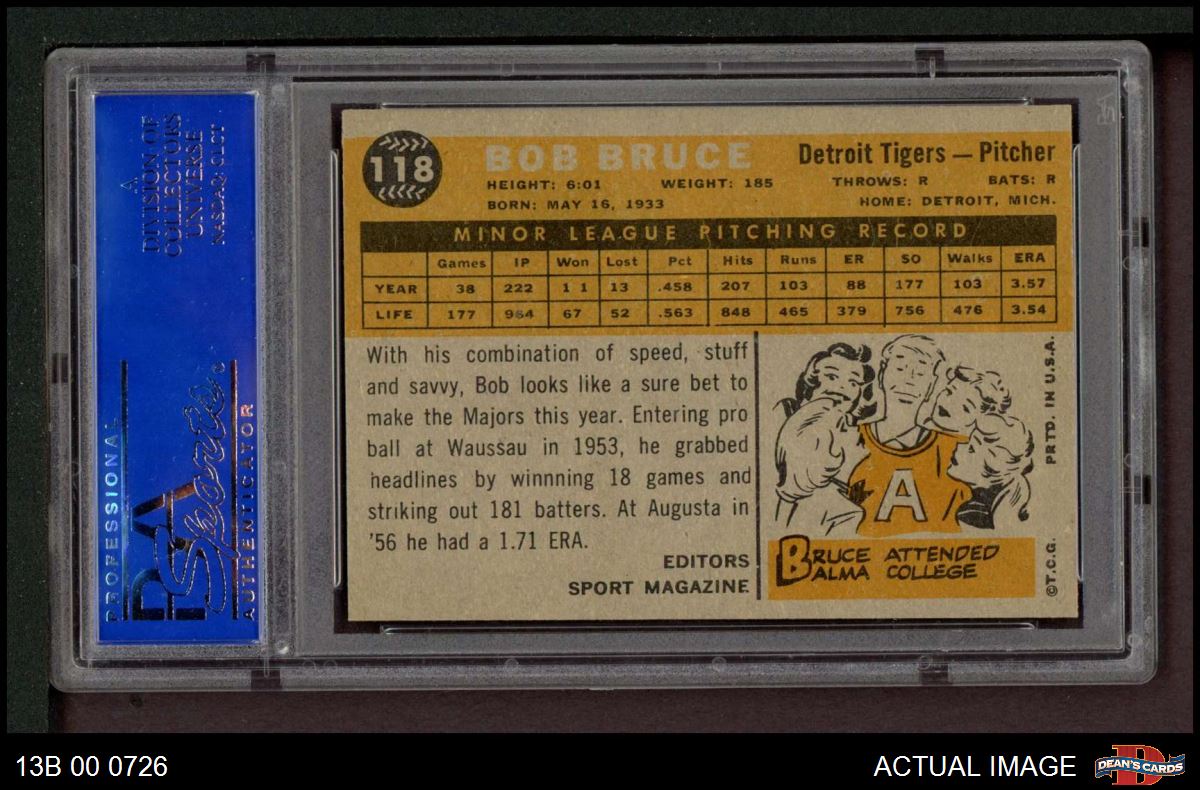 A
DIVISION OF
COLLECTORS
UNIVERSE
NASDAQ: CLCT
PROFESSIONAL
PSA
Sports
AUTHENTICATOR
118
BOB BRUCE
Detroit Tigers — Pitcher
HEIGHT: 6:01 WEIGHT: 185 THROWS: R BATS: R
BORN: MAY 16, 1933 HOME: DETROIT, MICH.
MINOR LEAGUE PITCHING RECORD
Games IP Won Lost Pct Hits Runs ER SO Walks ERA
YEAR 38 222 11 13 .458 207 103 88 177 103 3.57
LIFE 177 964 67 52 .563 848 465 379 756 476 3.54
With his combination of speed, stuff
and savvy, Bob looks like a sure bet to
make the Majors this year. Entering pro
ball at Waussau in 1953, he grabbed
headlines by winnning 18 games and
striking out 181 batters. At Augusta in
'56 he had a 1.71 ERA.
EDITORS
SPORT MAGAZINE
A
BRUCE ATTENDED
ALMA COLLEGE
PRTD. IN U.S.A.
©T.C.G.
13B 00 0726
ACTUAL IMAGE
DEAN'S CARDS